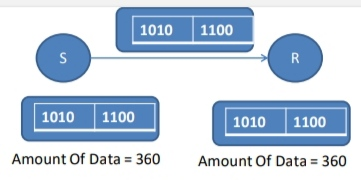 1010 1100
S R
1010 1100 1010 1100
Amount Of Data = 360 Amount Of Data = 360